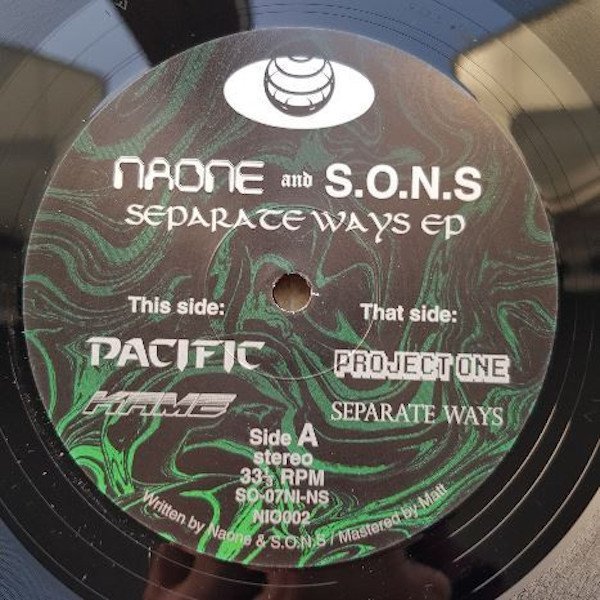 NAONE and S.O.N.S
SEPARATE WAYS EP
This side:
PACIFIC
KAME
That side:
PROJECT ONE
SEPARATE WAYS
Side A
stereo
33⅓ RPM
SO-07NI-NS
NIO002
Written by Naone & S.O.N.S / Mastered by Matt